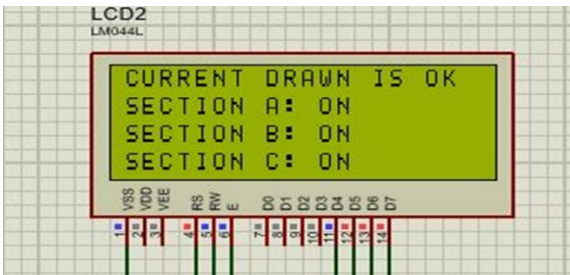 LCD2
LM044L
CURRENT DRAWN IS OK
SECTION A: ON
SECTION B: ON
SECTION C: ON
VSS VDD VEE RS RW E D0 D1 D2 D3 D4 D5 D6 D7
1 2 3 4 5 6 7 8 9 10 11 12 13 14